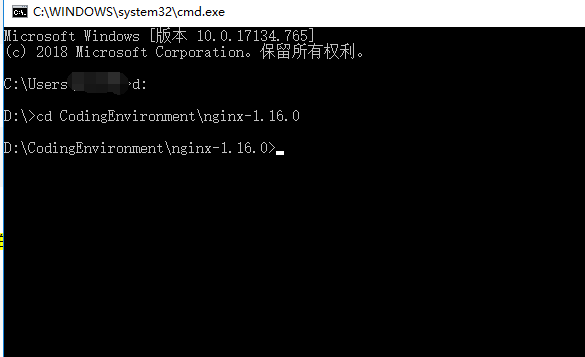 C:\WINDOWS\system32\cmd.exe
Microsoft Windows [版本 10.0.17134.765]
(c) 2018 Microsoft Corporation。保留所有权利。
C:\Users\ >d:
D:\>cd CodingEnvironment\nginx-1.16.0
D:\CodingEnvironment\nginx-1.16.0>